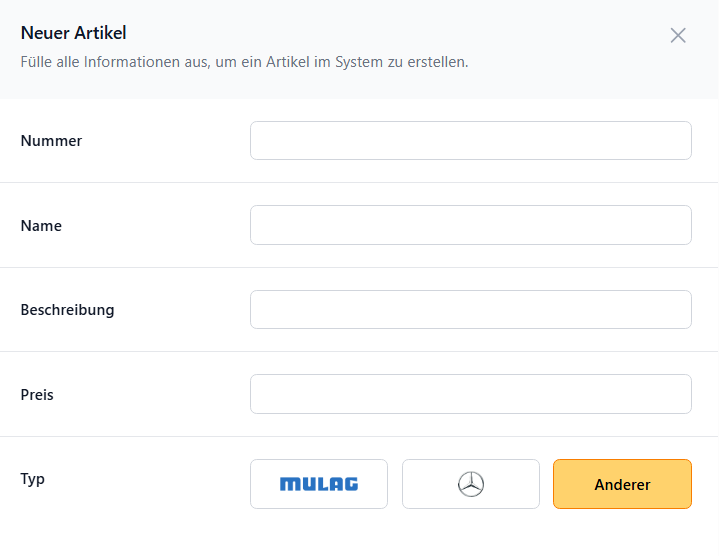 Neuer Artikel
Fülle alle Informationen aus, um ein Artikel im System zu erstellen.
Nummer
Name
Beschreibung
Preis
Typ
MULAG
Anderer